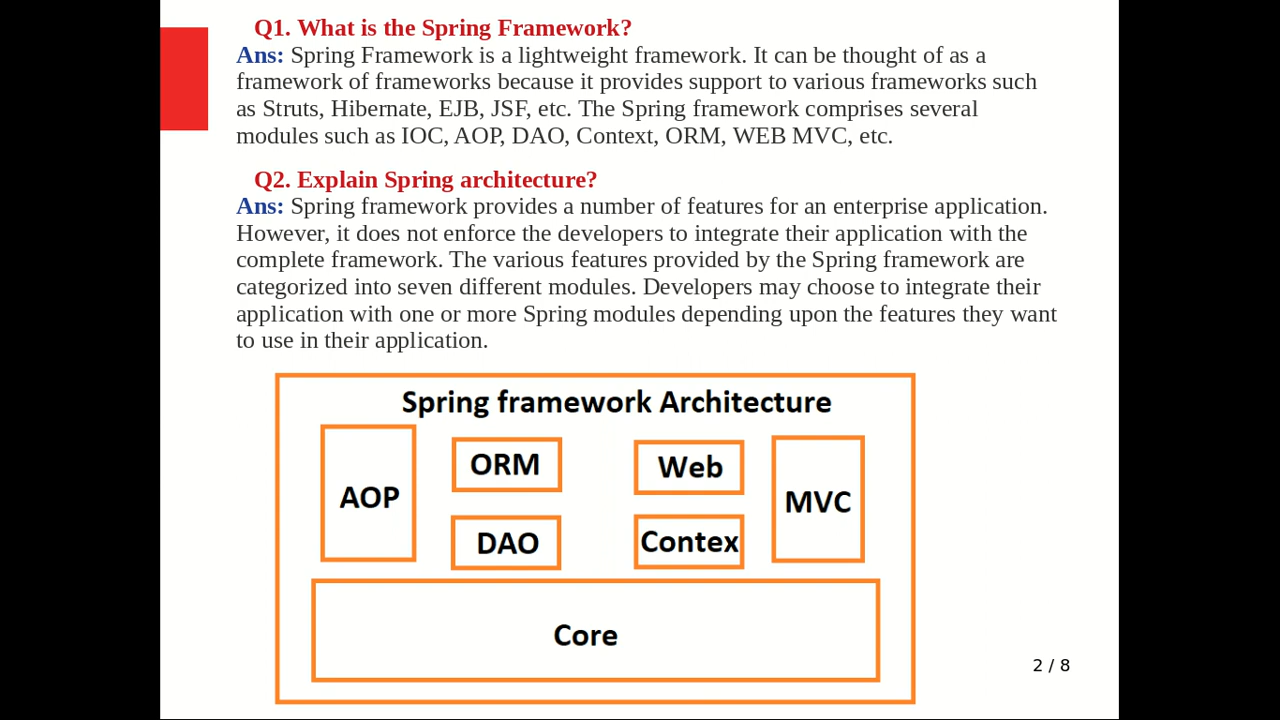 Q1. What is the Spring Framework?
Ans: Spring Framework is a lightweight framework. It can be thought of as a
framework of frameworks because it provides support to various frameworks such
as Struts, Hibernate, EJB, JSF, etc. The Spring framework comprises several
modules such as IOC, AOP, DAO, Context, ORM, WEB MVC, etc.
Q2. Explain Spring architecture?
Ans: Spring framework provides a number of features for an enterprise application.
However, it does not enforce the developers to integrate their application with the
complete framework. The various features provided by the Spring framework are
categorized into seven different modules. Developers may choose to integrate their
application with one or more Spring modules depending upon the features they want
to use in their application.
Spring framework Architecture
AOP
ORM
DAO
Web
Contex
MVC
Core
2 / 8